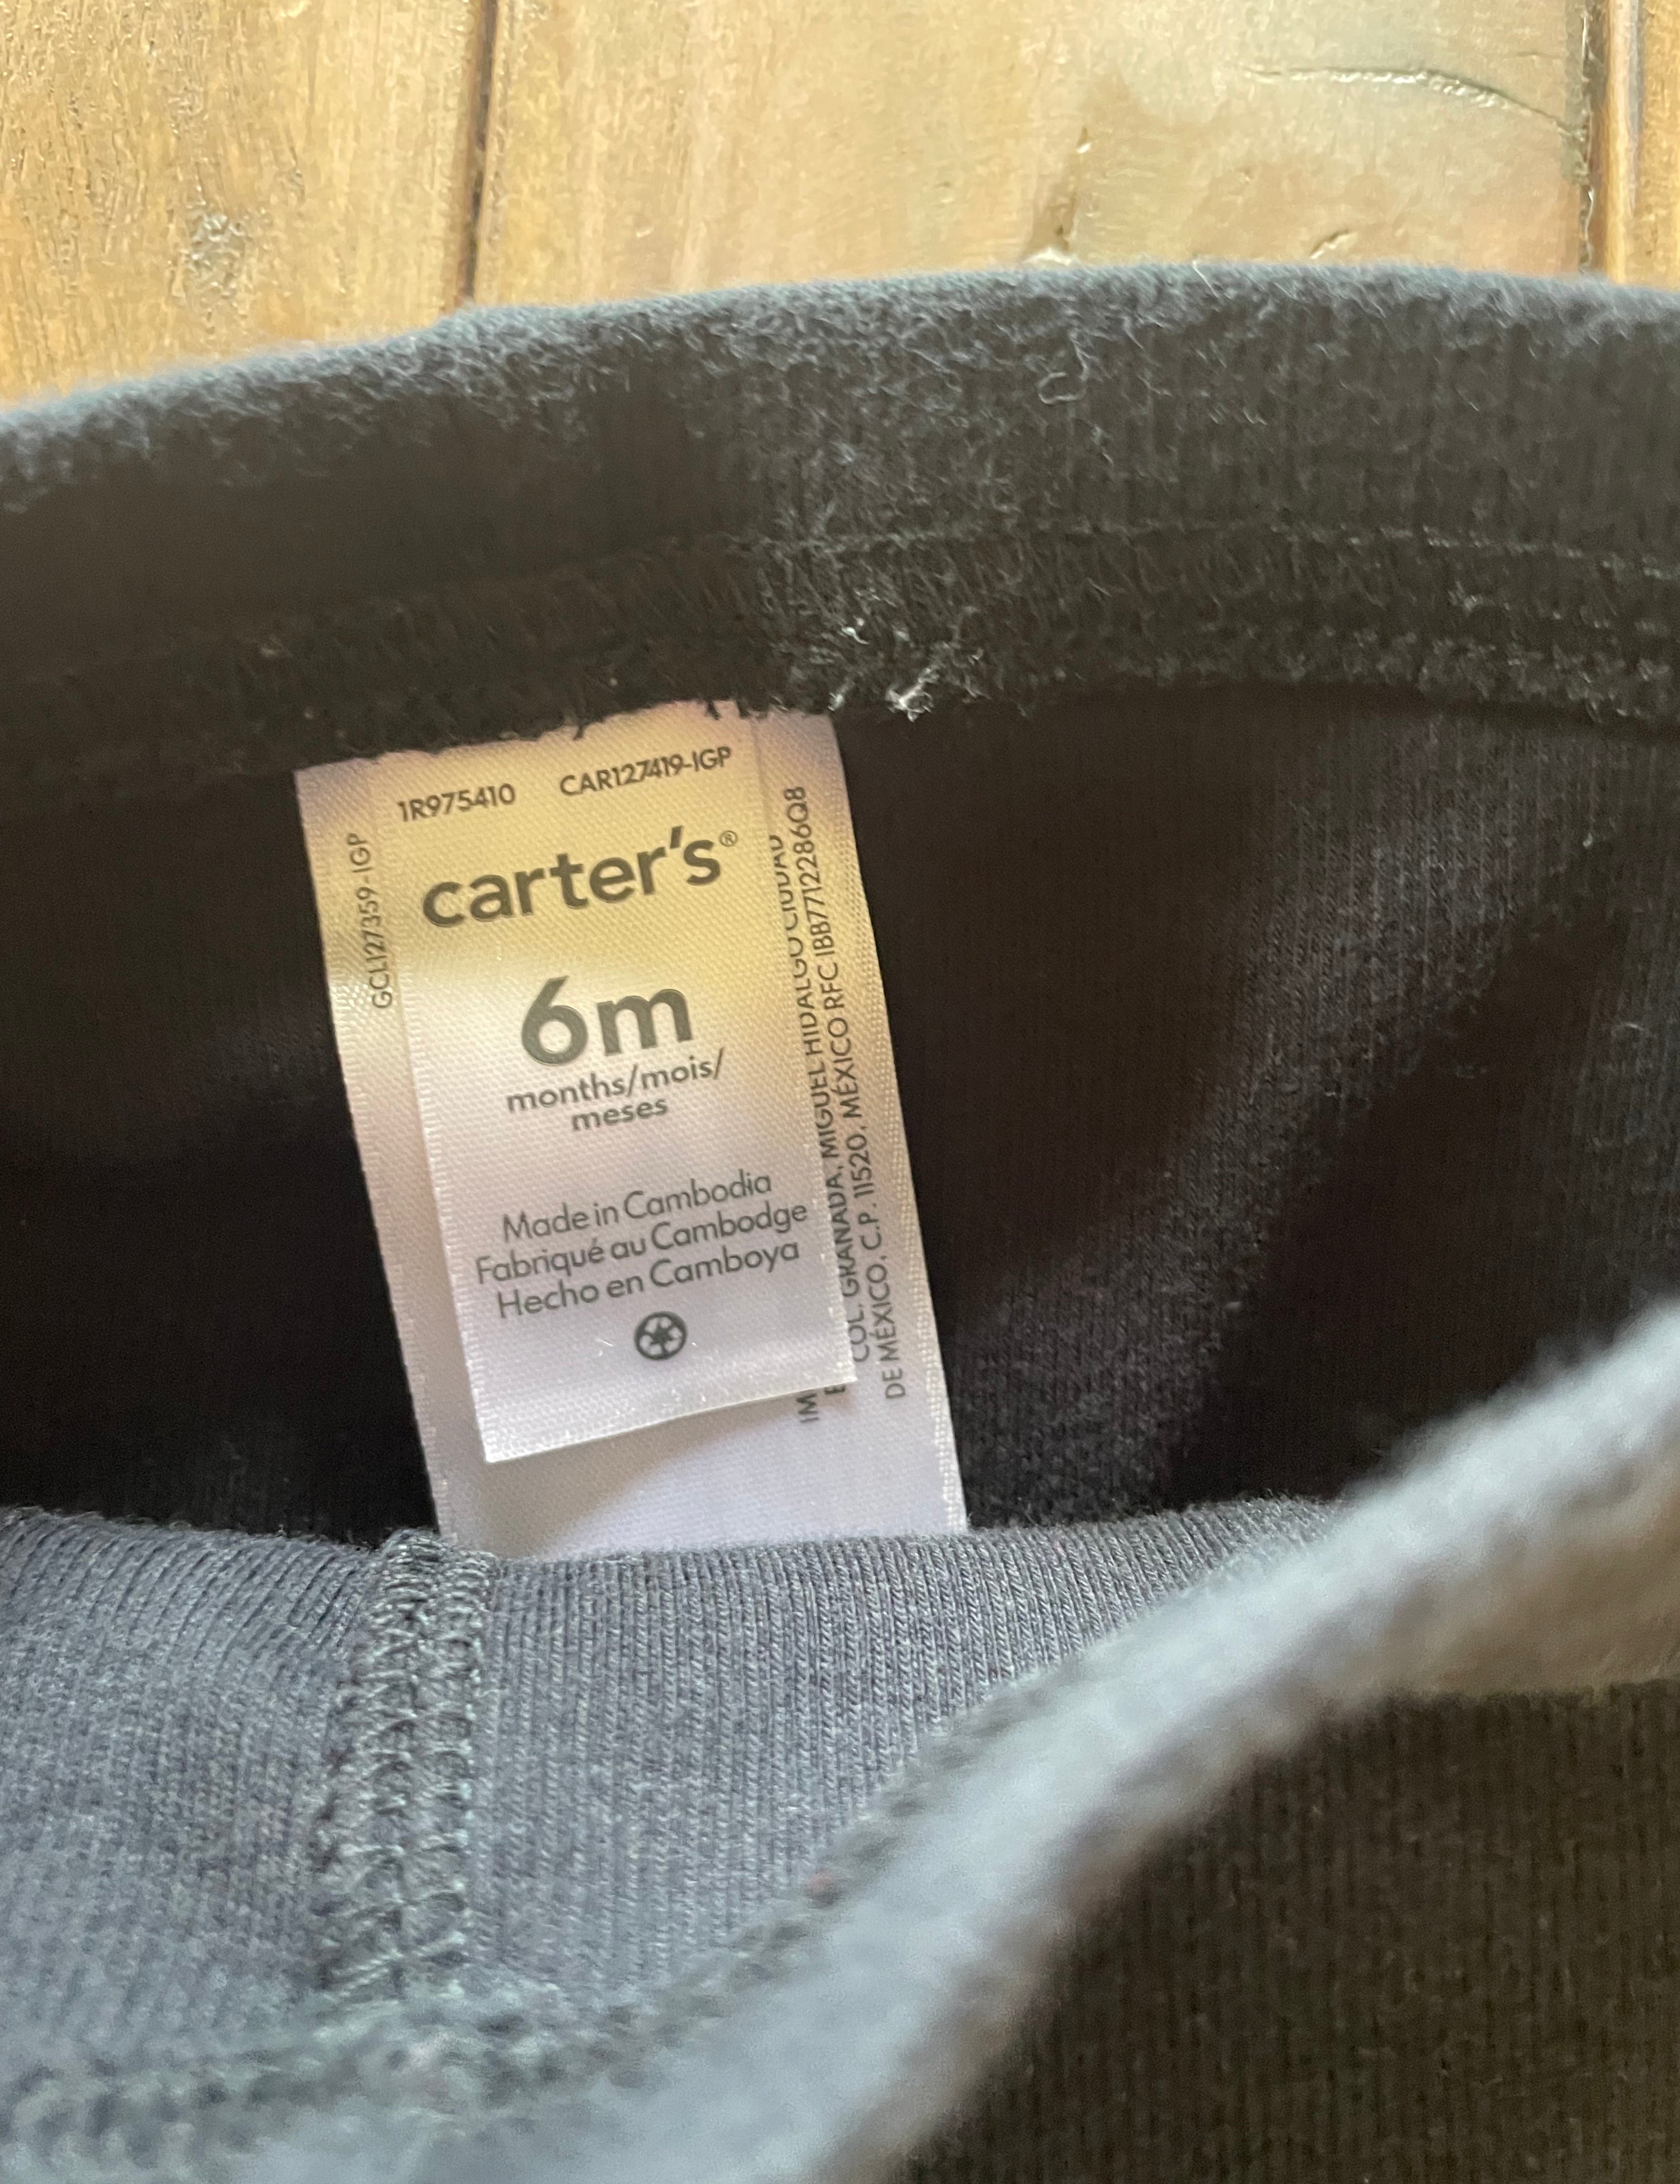 1R975410 CAR127419-IGP
carter's®
6m
months/mois/
meses
Made in Cambodia
Fabriqué au Cambodge
Hecho en Camboya
GCL127359-IGP
COL. GRANADA, MIGUEL HIDALGO CIUDAD
DE MÉXICO, C.P. 11520, MÉXICO RFC IBB7712286Q8